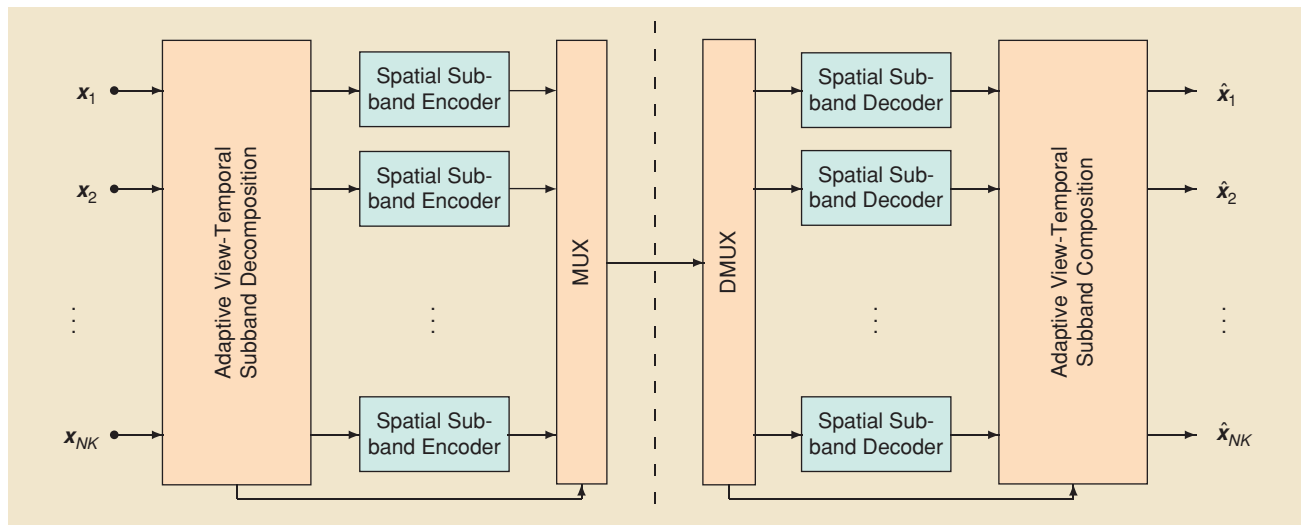 x₁
Adaptive View-Temporal
Subband Decomposition
Spatial Sub-
band Encoder
MUX
DMUX
Spatial Sub-
band Decoder
Adaptive View-Temporal
Subband Composition
x̂₁
x₂
Spatial Sub-
band Encoder
Spatial Sub-
band Decoder
x̂₂
⋮
⋮
⋮
⋮
x_NK
Spatial Sub-
band Encoder
Spatial Sub-
band Decoder
x̂_NK